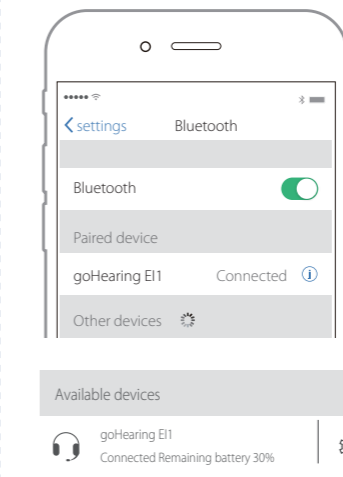 settings Bluetooth
Bluetooth
Paired device
goHearing EI1 Connected i
Other devices
Available devices
goHearing EI1
Connected Remaining battery 30%